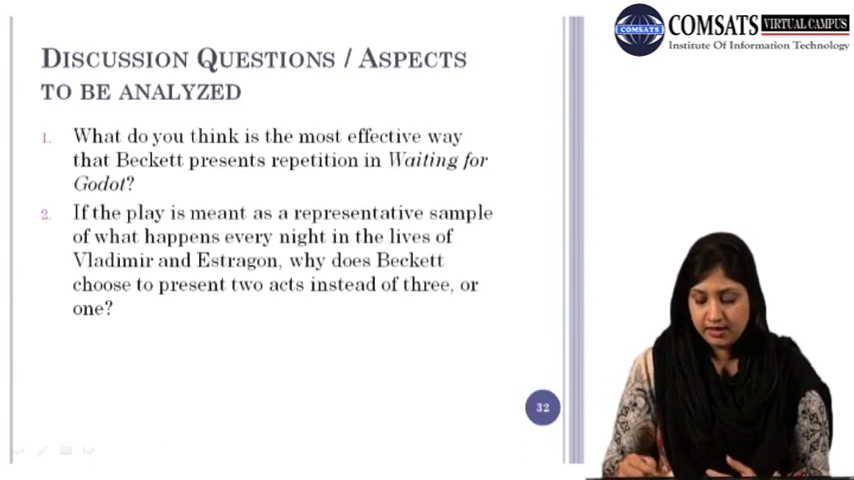 DISCUSSION QUESTIONS / ASPECTS
TO BE ANALYZED
1. What do you think is the most effective way
that Beckett presents repetition in Waiting for
Godot?
2. If the play is meant as a representative sample
of what happens every night in the lives of
Vladimir and Estragon, why does Beckett
choose to present two acts instead of three, or
one?
32
COMSATS
COMSATS VIRTUAL CAMPUS
Institute Of Information Technology